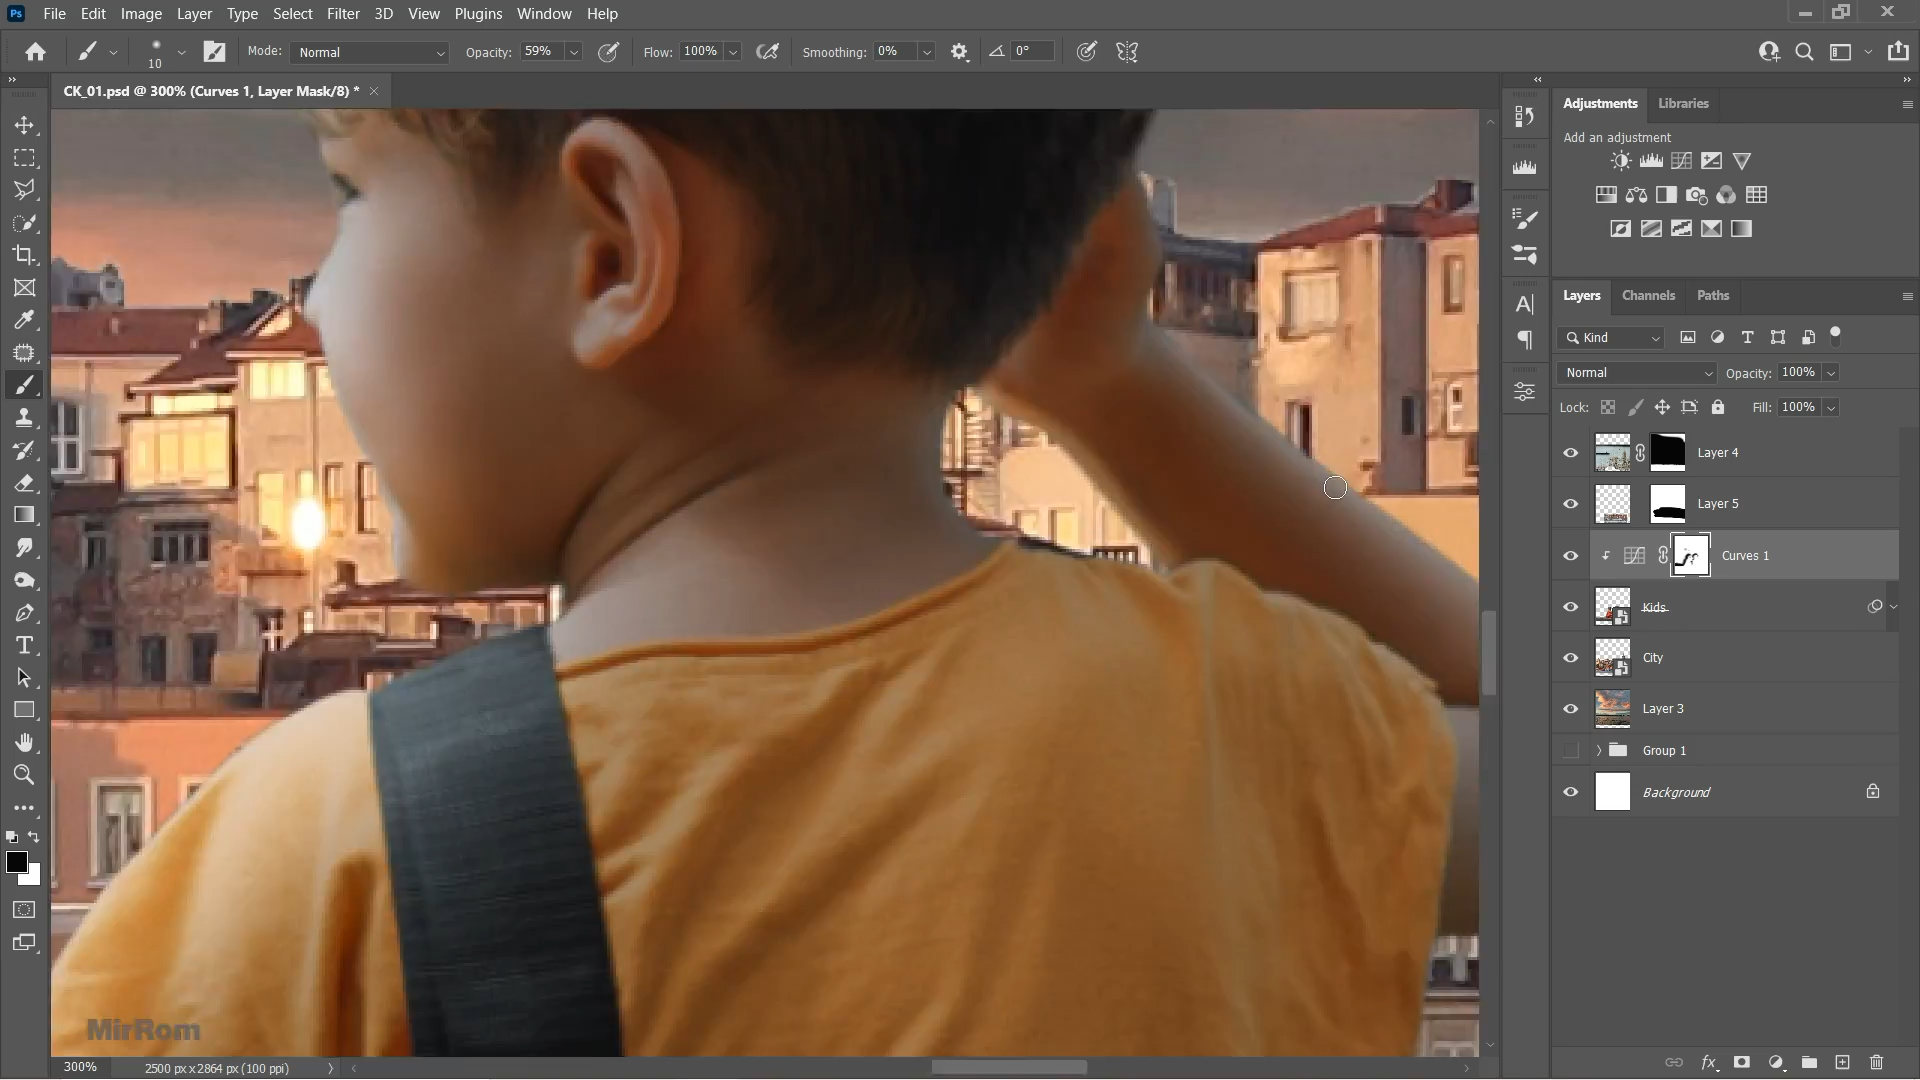 Ps File Edit Image Layer Type Select Filter 3D View Plugins Window Help
10 Mode: Normal Opacity: 59% Flow: 100% Smoothing: 0% 0°
CK_01.psd @ 300% (Curves 1, Layer Mask/8) *
Adjustments Libraries
Add an adjustment
Layers Channels Paths
Kind
Normal Opacity: 100%
Lock: Fill: 100%
Layer 4
Layer 5
Curves 1
Kids
City
Layer 3
Group 1
Background
MirRom
300% 2500 px x 2864 px (100 ppi)